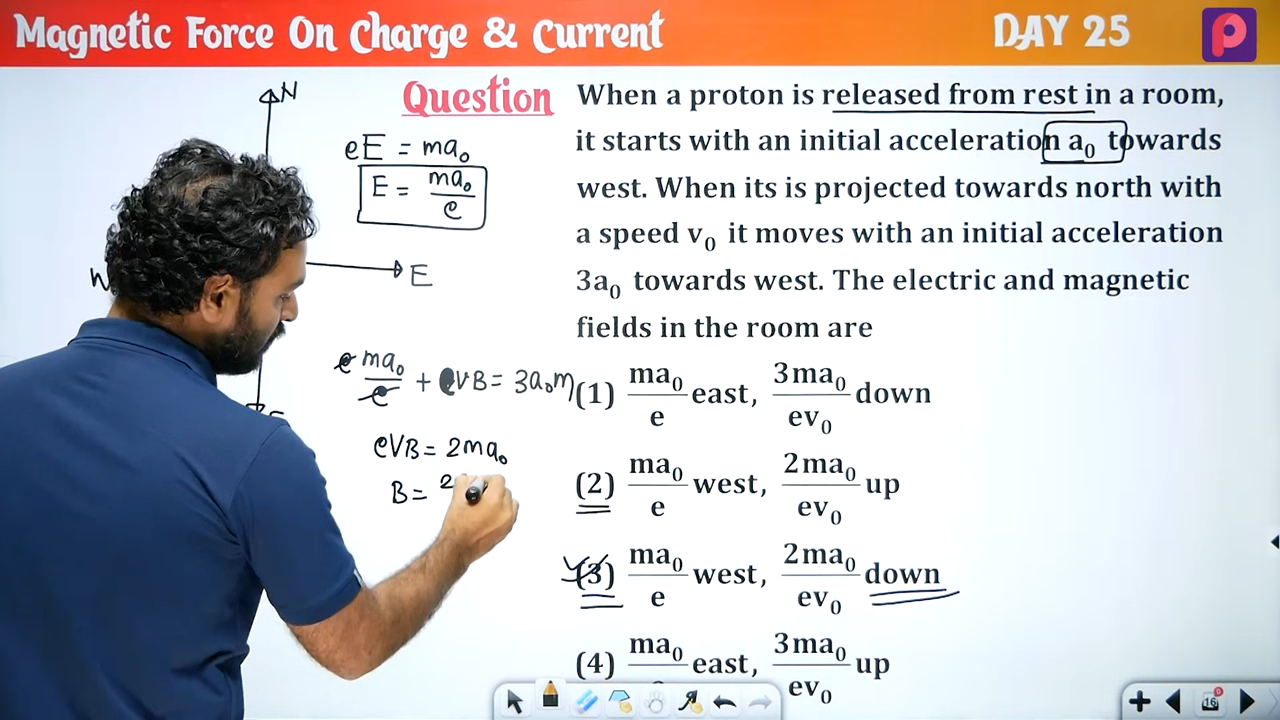 Magnetic Force On Charge & Current
DAY 25
N
E
W
Question
When a proton is released from rest in a room,
it starts with an initial acceleration a₀ towards
west. When its is projected towards north with
a speed v₀ it moves with an initial acceleration
3a₀ towards west. The electric and magnetic
fields in the room are
eE = ma₀
E = ma₀/e
e ma₀/e + eVB = 3a₀m
eVB = 2ma₀
B = 2
(1) ma₀/e east, 3ma₀/ev₀ down
(2) ma₀/e west, 2ma₀/ev₀ up
(3) ma₀/e west, 2ma₀/ev₀ down
(4) ma₀/e east, 3ma₀/ev₀ up
16